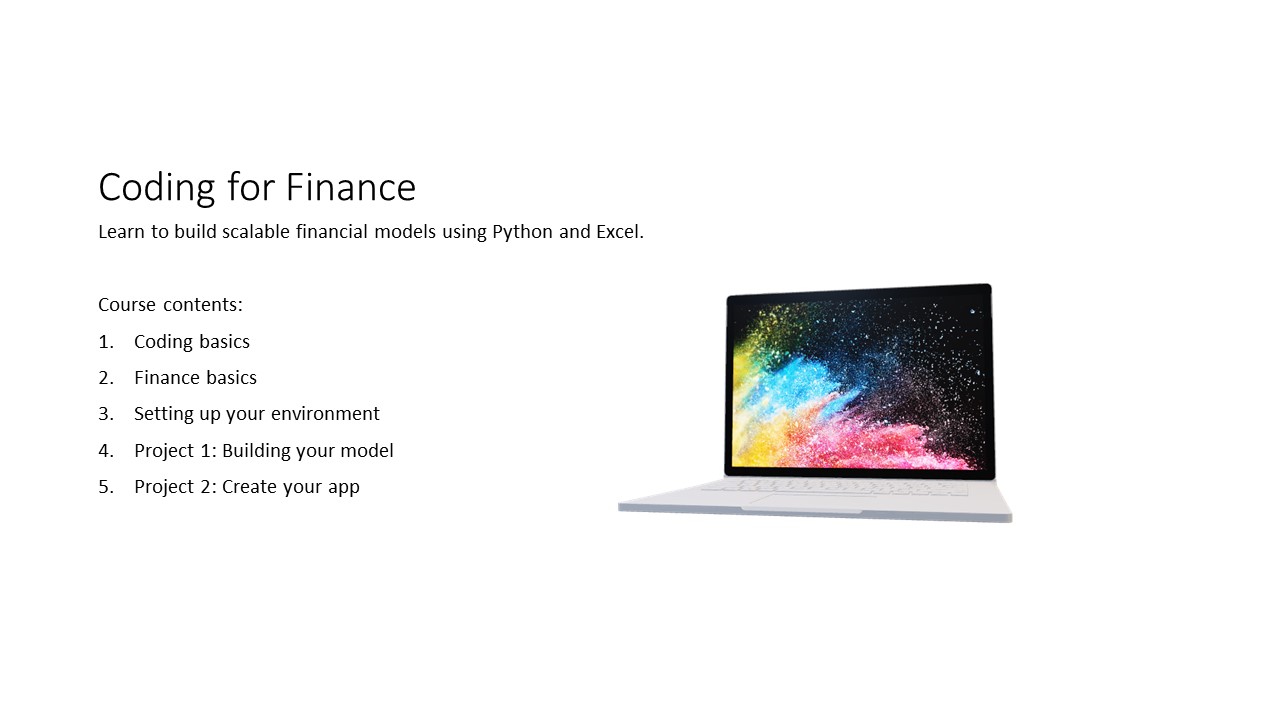 Coding for Finance
Learn to build scalable financial models using Python and Excel.
Course contents:
1. Coding basics
2. Finance basics
3. Setting up your environment
4. Project 1: Building your model
5. Project 2: Create your app